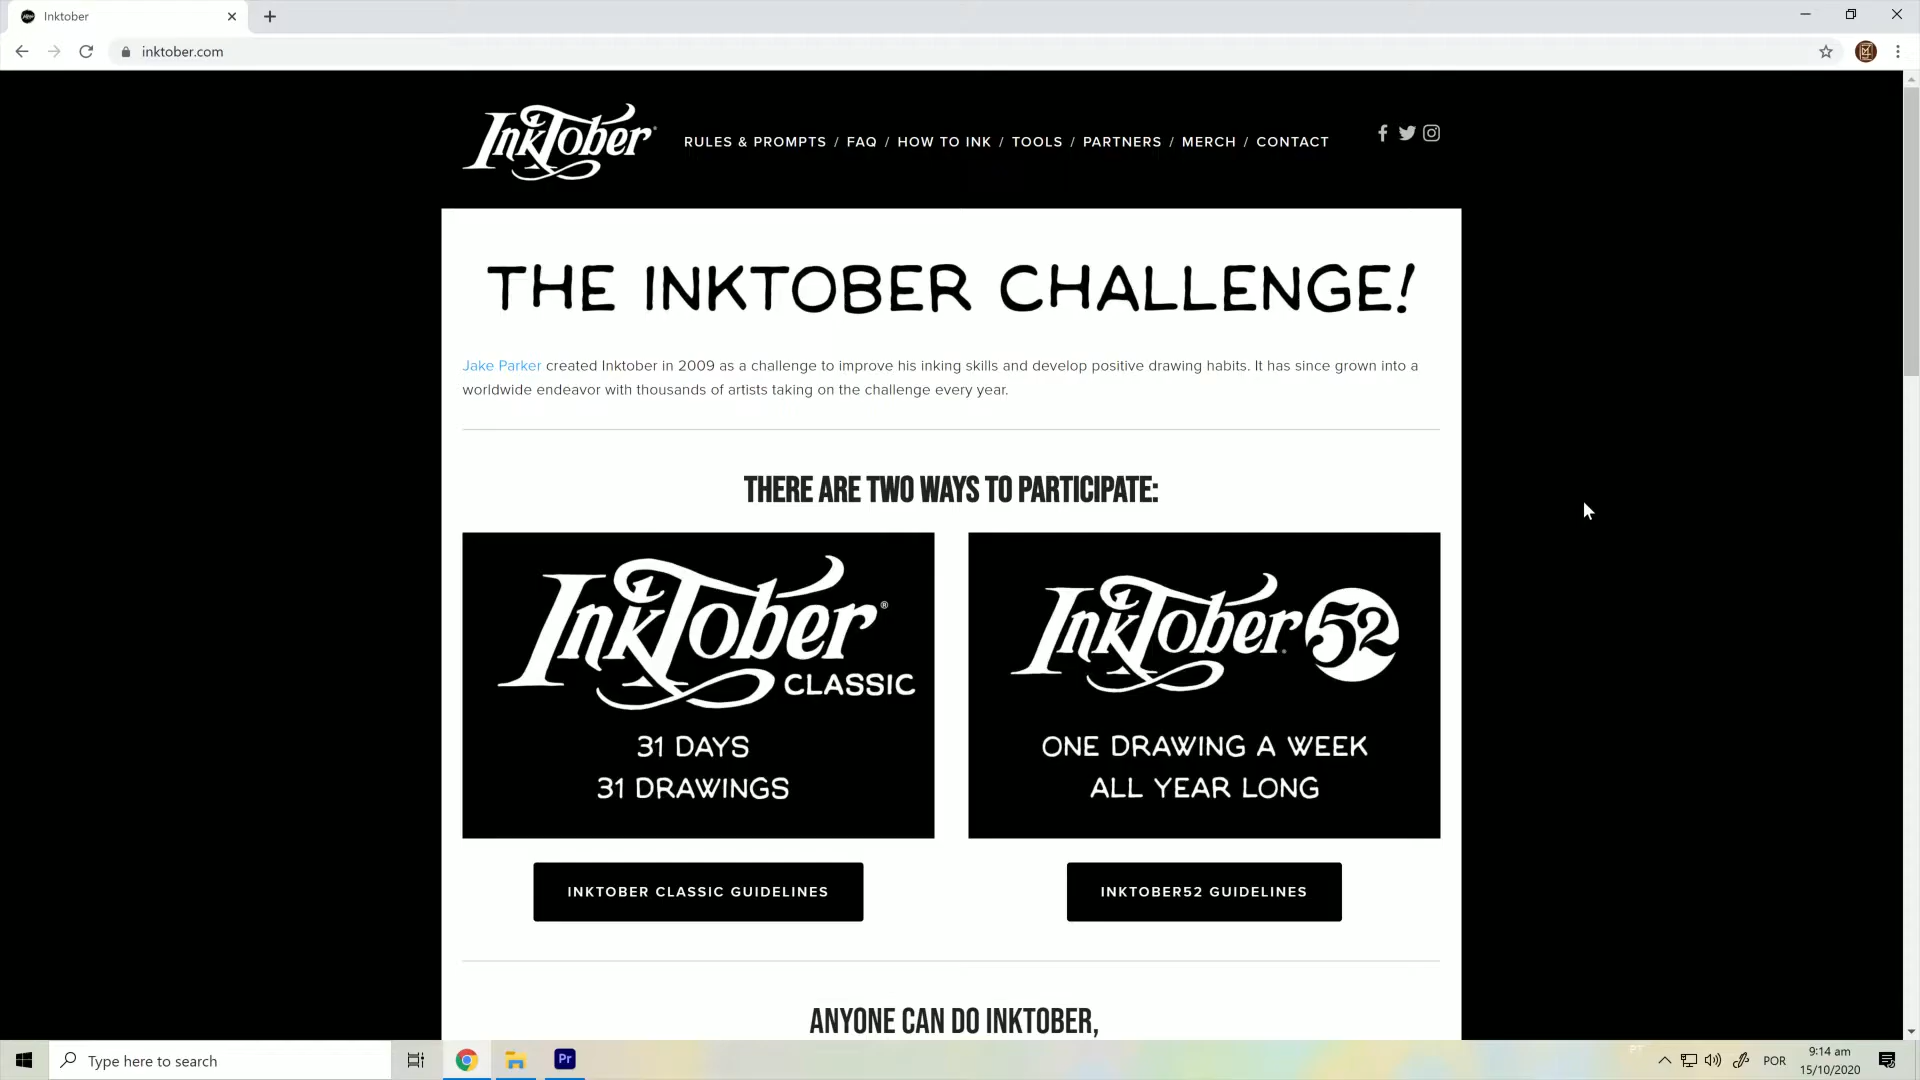 Inktober
inktober.com
InkTober®
RULES & PROMPTS / FAQ / HOW TO INK / TOOLS / PARTNERS / MERCH / CONTACT
THE INKTOBER CHALLENGE!
Jake Parker created Inktober in 2009 as a challenge to improve his inking skills and develop positive drawing habits. It has since grown into a
worldwide endeavor with thousands of artists taking on the challenge every year.
THERE ARE TWO WAYS TO PARTICIPATE:
InkTober®
CLASSIC
31 DAYS
31 DRAWINGS
InkTober 52
ONE DRAWING A WEEK
ALL YEAR LONG
INKTOBER CLASSIC GUIDELINES
INKTOBER52 GUIDELINES
ANYONE CAN DO INKTOBER,
Type here to search
Pr
POR
9:14 am
15/10/2020